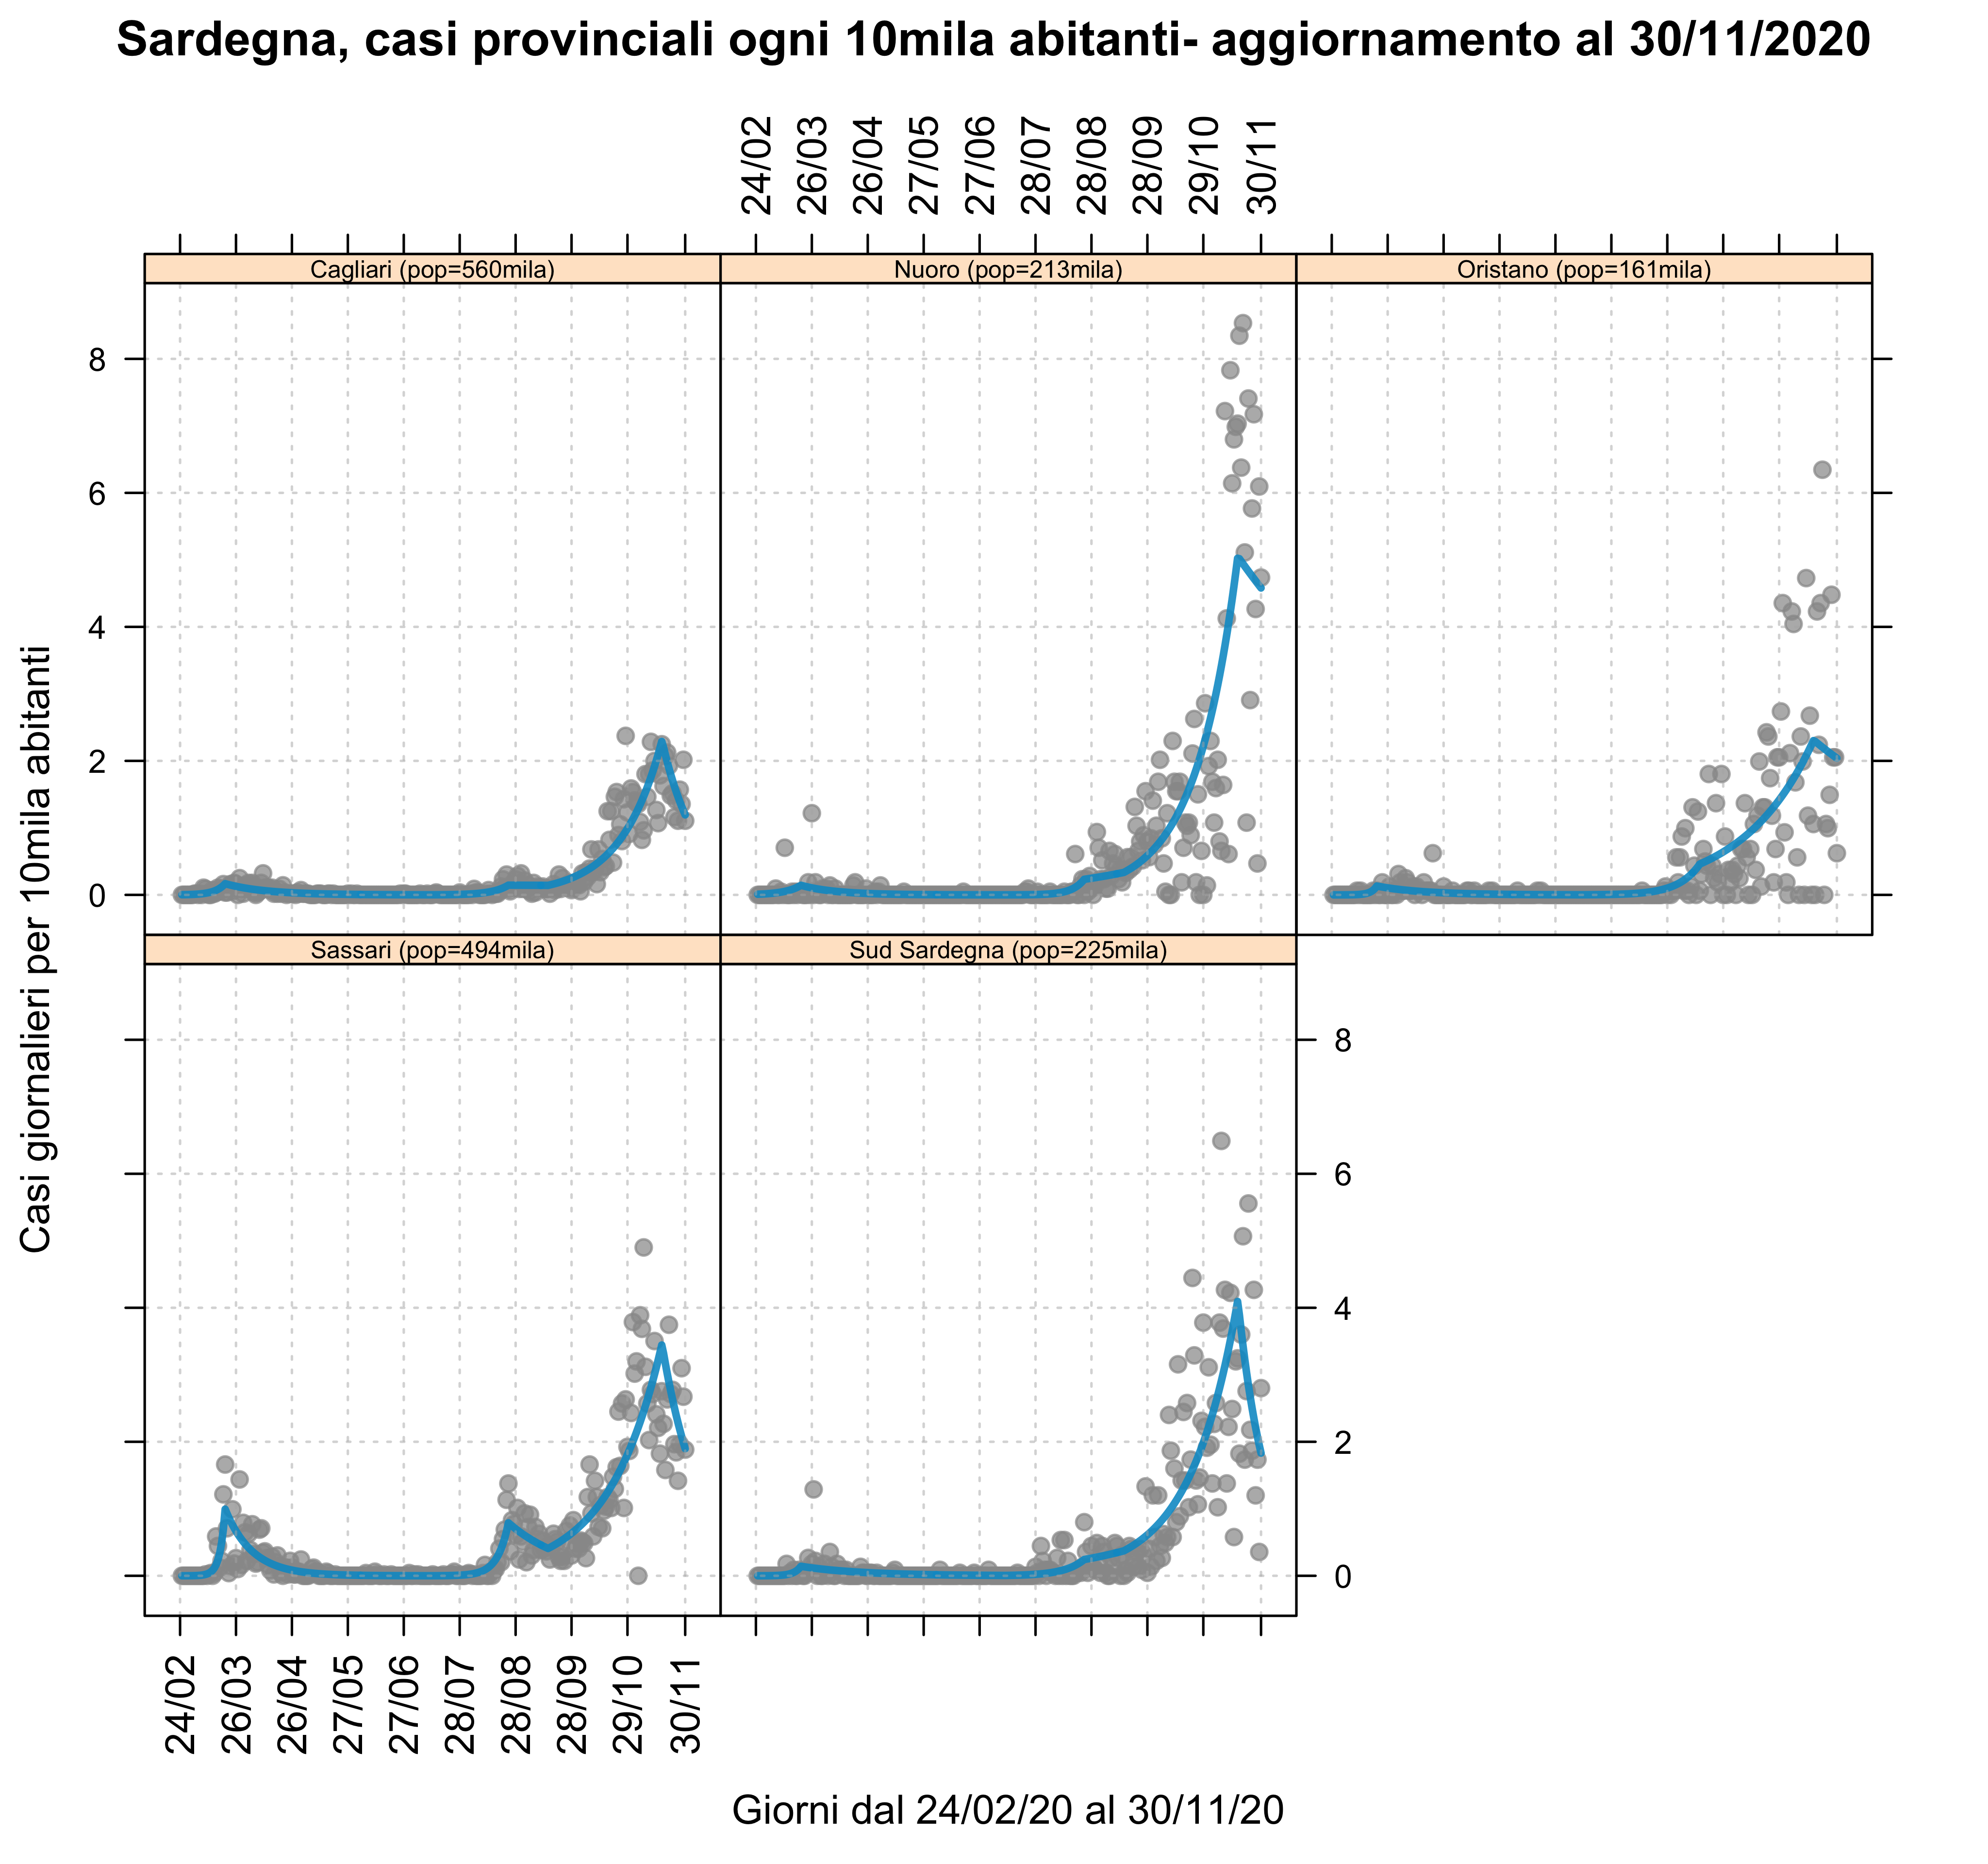 Sardegna, casi provinciali ogni 10mila abitanti- aggiornamento al 30/11/2020
24/02 26/03 26/04 27/05 27/06 28/07 28/08 28/09 29/10 30/11
Cagliari (pop=560mila) Nuoro (pop=213mila) Oristano (pop=161mila)
8
6
4
2
0
Casi giornalieri per 10mila abitanti
Sassari (pop=494mila) Sud Sardegna (pop=225mila)
8
6
4
2
0
24/02 26/03 26/04 27/05 27/06 28/07 28/08 28/09 29/10 30/11
Giorni dal 24/02/20 al 30/11/20